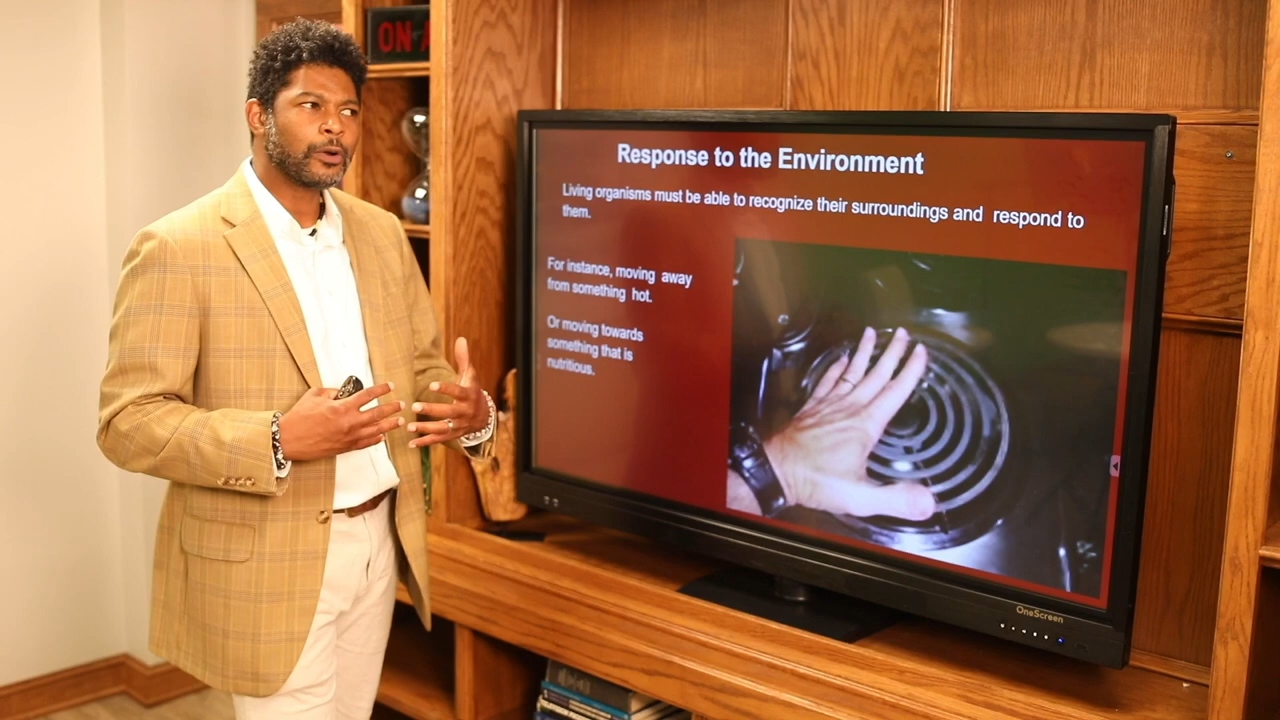 ON A
Response to the Environment
Living organisms must be able to recognize their surroundings and respond to
them.
For instance, moving away
from something hot.
Or moving towards
something that is
nutritious.
OneScreen